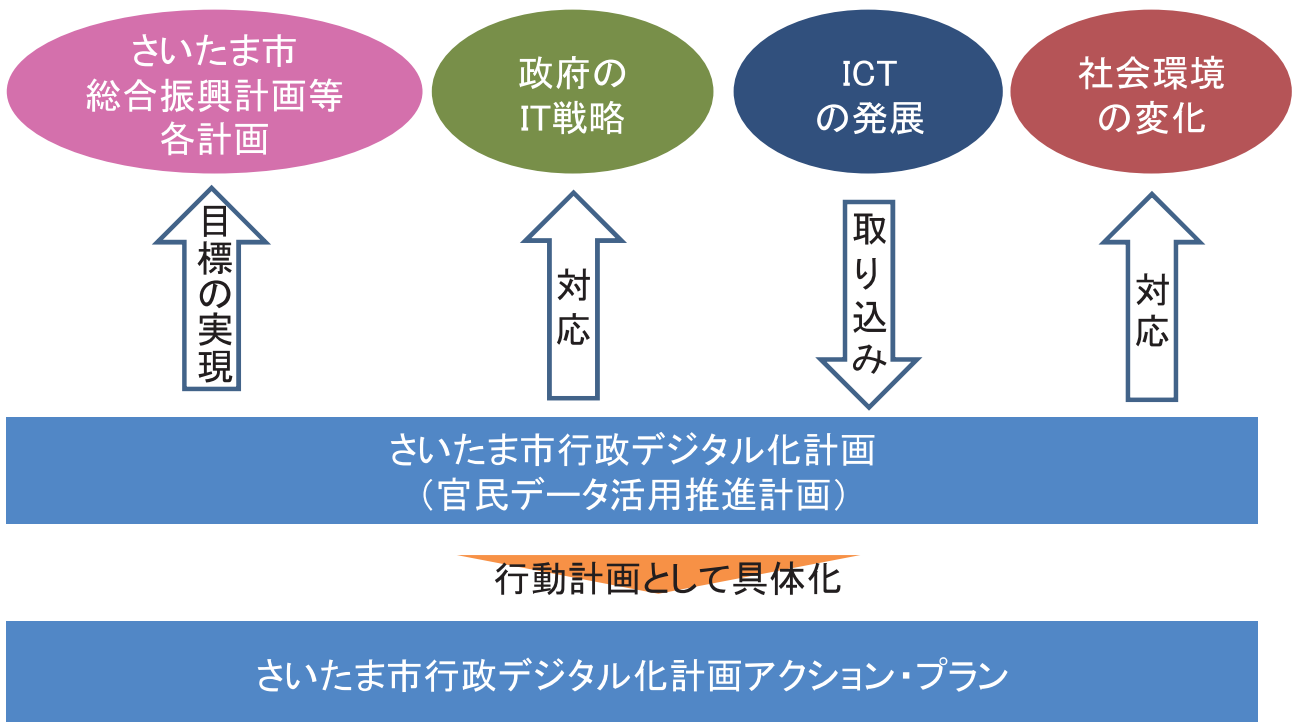 さいたま市
総合振興計画等
各計画
政府の
IT戦略
ICT
の発展
社会環境
の変化
目標の実現
対応
取り込み
対応
さいたま市行政デジタル化計画
（官民データ活用推進計画）
行動計画として具体化
さいたま市行政デジタル化計画アクション・プラン